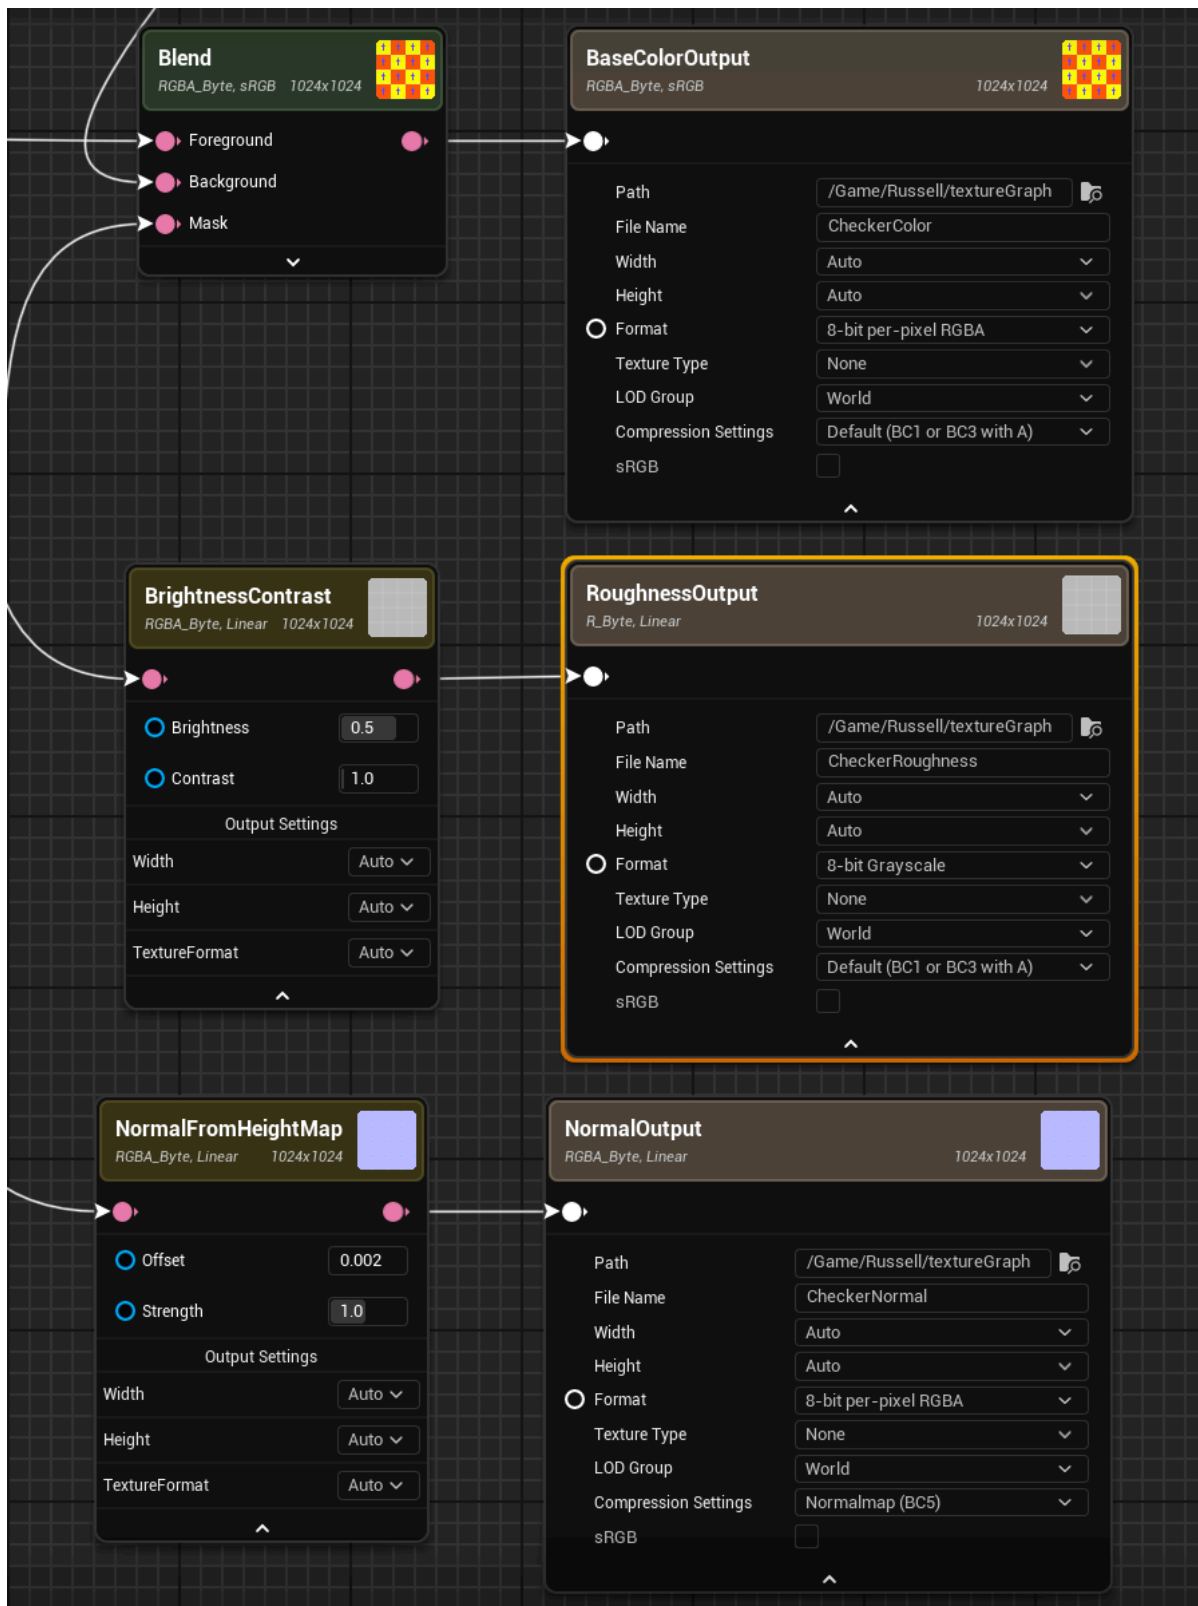 Blend
RGBA_Byte, sRGB 1024x1024
Foreground
Background
Mask
BaseColorOutput
RGBA_Byte, sRGB 1024x1024
Path /Game/Russell/textureGraph
File Name CheckerColor
Width Auto
Height Auto
Format 8-bit per-pixel RGBA
Texture Type None
LOD Group World
Compression Settings Default (BC1 or BC3 with A)
sRGB
BrightnessContrast
RGBA_Byte, Linear 1024x1024
Brightness 0.5
Contrast 1.0
Output Settings
Width Auto
Height Auto
TextureFormat Auto
RoughnessOutput
R_Byte, Linear 1024x1024
Path /Game/Russell/textureGraph
File Name CheckerRoughness
Width Auto
Height Auto
Format 8-bit Grayscale
Texture Type None
LOD Group World
Compression Settings Default (BC1 or BC3 with A)
sRGB
NormalFromHeightMap
RGBA_Byte, Linear 1024x1024
Offset 0.002
Strength 1.0
Output Settings
Width Auto
Height Auto
TextureFormat Auto
NormalOutput
RGBA_Byte, Linear 1024x1024
Path /Game/Russell/textureGraph
File Name CheckerNormal
Width Auto
Height Auto
Format 8-bit per-pixel RGBA
Texture Type None
LOD Group World
Compression Settings Normalmap (BC5)
sRGB